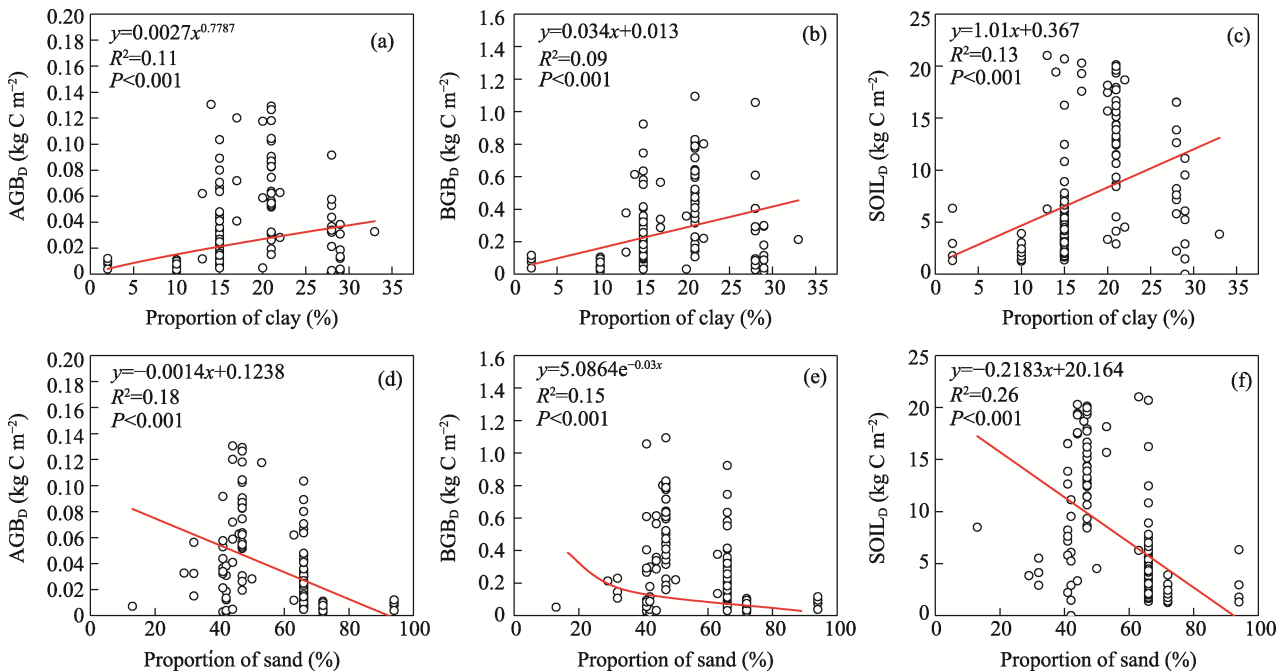 (a)
y=0.0027x^0.7787
R²=0.11
P<0.001
AGB_D (kg C m⁻²)
0.20
0.18
0.16
0.14
0.12
0.10
0.08
0.06
0.04
0.02
0
0 5 10 15 20 25 30 35
Proportion of clay (%)
(b)
y=0.034x+0.013
R²=0.09
P<0.001
BGB_D (kg C m⁻²)
1.6
1.4
1.2
1.0
0.8
0.6
0.4
0.2
0
0 5 10 15 20 25 30 35
Proportion of clay (%)
(c)
y=1.01x+0.367
R²=0.13
P<0.001
SOIL_D (kg C m⁻²)
25
20
15
10
5
0
0 5 10 15 20 25 30 35
Proportion of clay (%)
(d)
y=−0.0014x+0.1238
R²=0.18
P<0.001
AGB_D (kg C m⁻²)
0.20
0.18
0.16
0.14
0.12
0.10
0.08
0.06
0.04
0.02
0
0 20 40 60 80 100
Proportion of sand (%)
(e)
y=5.0864e^−0.03x
R²=0.15
P<0.001
BGB_D (kg C m⁻²)
1.6
1.4
1.2
1.0
0.8
0.6
0.4
0.2
0
0 20 40 60 80 100
Proportion of sand (%)
(f)
y=−0.2183x+20.164
R²=0.26
P<0.001
SOIL_D (kg C m⁻²)
25
20
15
10
5
0
0 20 40 60 80 100
Proportion of sand (%)